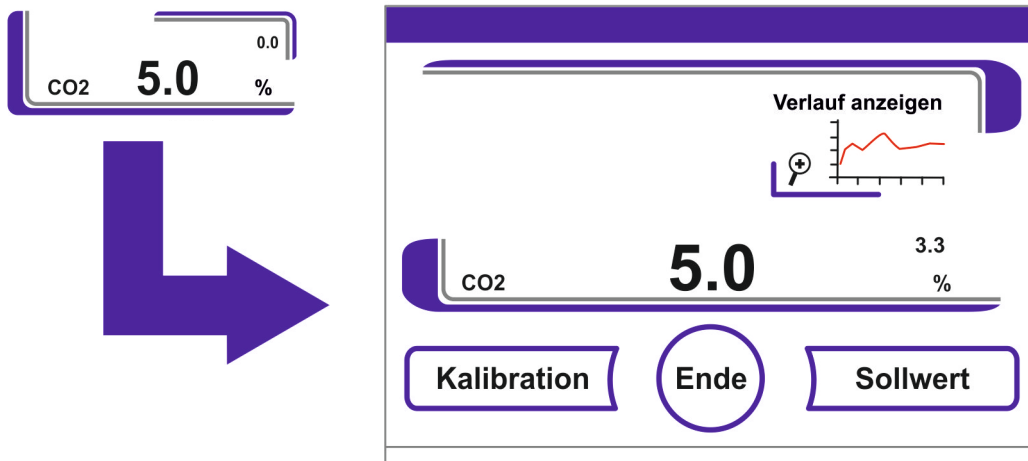 0.0
CO2 5.0 %
Verlauf anzeigen
3.3
CO2 5.0 %
Kalibration Ende Sollwert